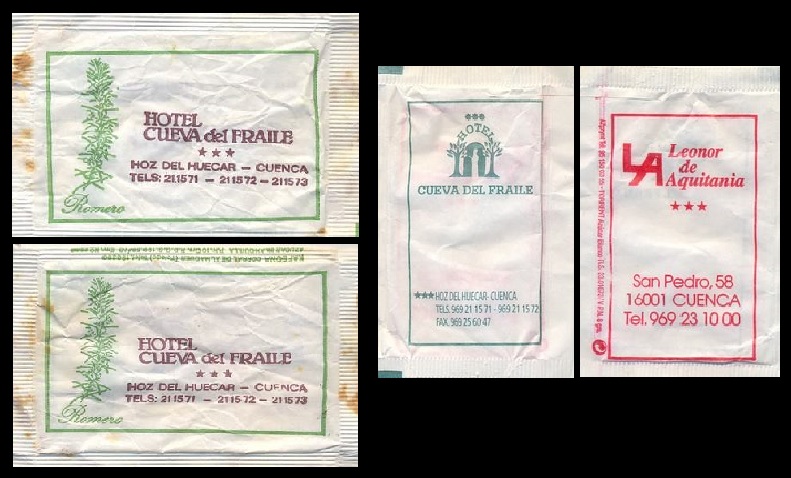 HOTEL
CUEVA del FRAILE
★ ★ ★
HOZ DEL HUECAR – CUENCA
TELS: 211571 – 211572 – 211573
Romero
HOTEL
CUEVA del FRAILE
★ ★ ★
HOZ DEL HUECAR – CUENCA
TELS: 211571 – 211572 – 211573
Romero
HOTEL
CUEVA DEL FRAILE
★★★ HOZ DEL HUECAR- CUENCA
TELS. 969 21 15 71 - 969 21 15 72
FAX. 969 25 60 47
LA Leonor
de
Aquitania
★★★
San Pedro, 58
16001 CUENCA
Tel. 969 23 10 00